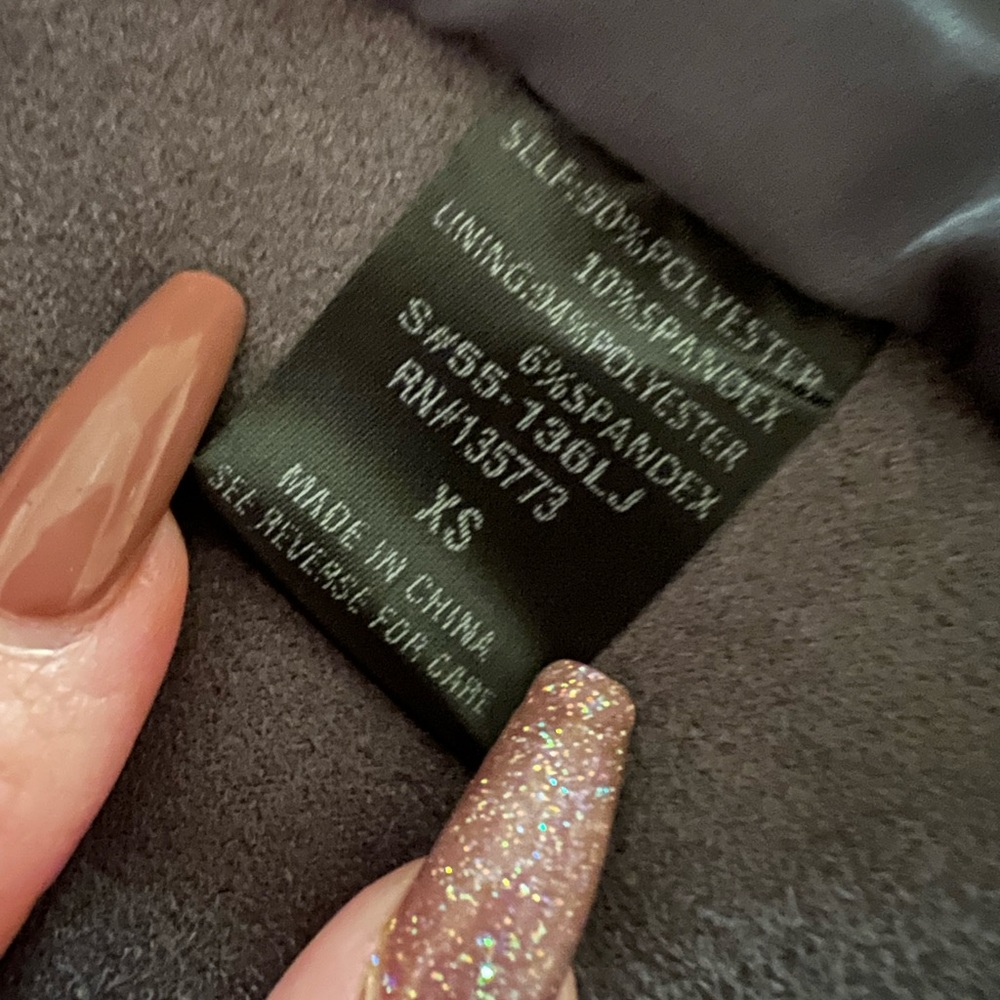 SELF:90%POLYESTER
10%SPANDEX
LINING:94%POLYESTER
6%SPANDEX
S#55-136LJ
RN#135773
XS
MADE IN CHINA
SEE REVERSE FOR CARE